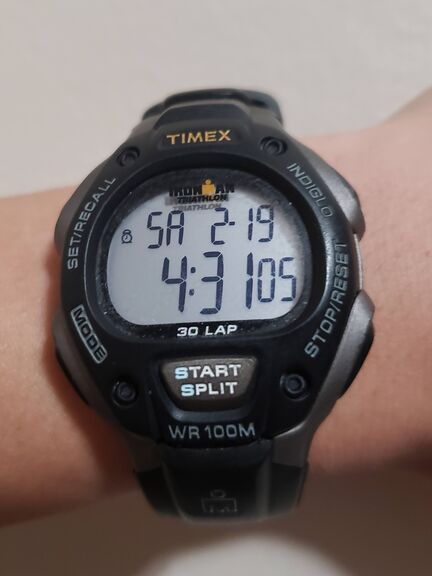 TIMEX
IRONMAN
TRIATHLON
SET/RECALL
INDIGLO
SA 2-19
4:31 05
MODE
STOP/RESET
30 LAP
START
SPLIT
WR 100M